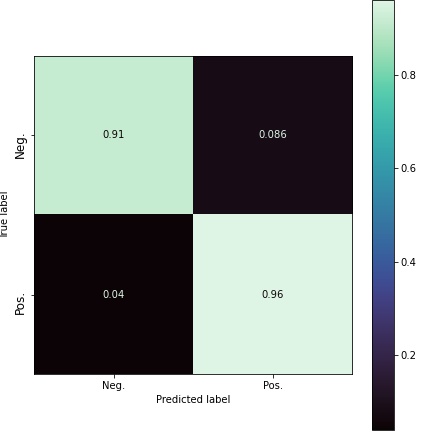 0.8
Neg.
0.91
0.086
0.6
True label
0.4
Pos.
0.04
0.96
0.2
Neg.
Pos.
Predicted label